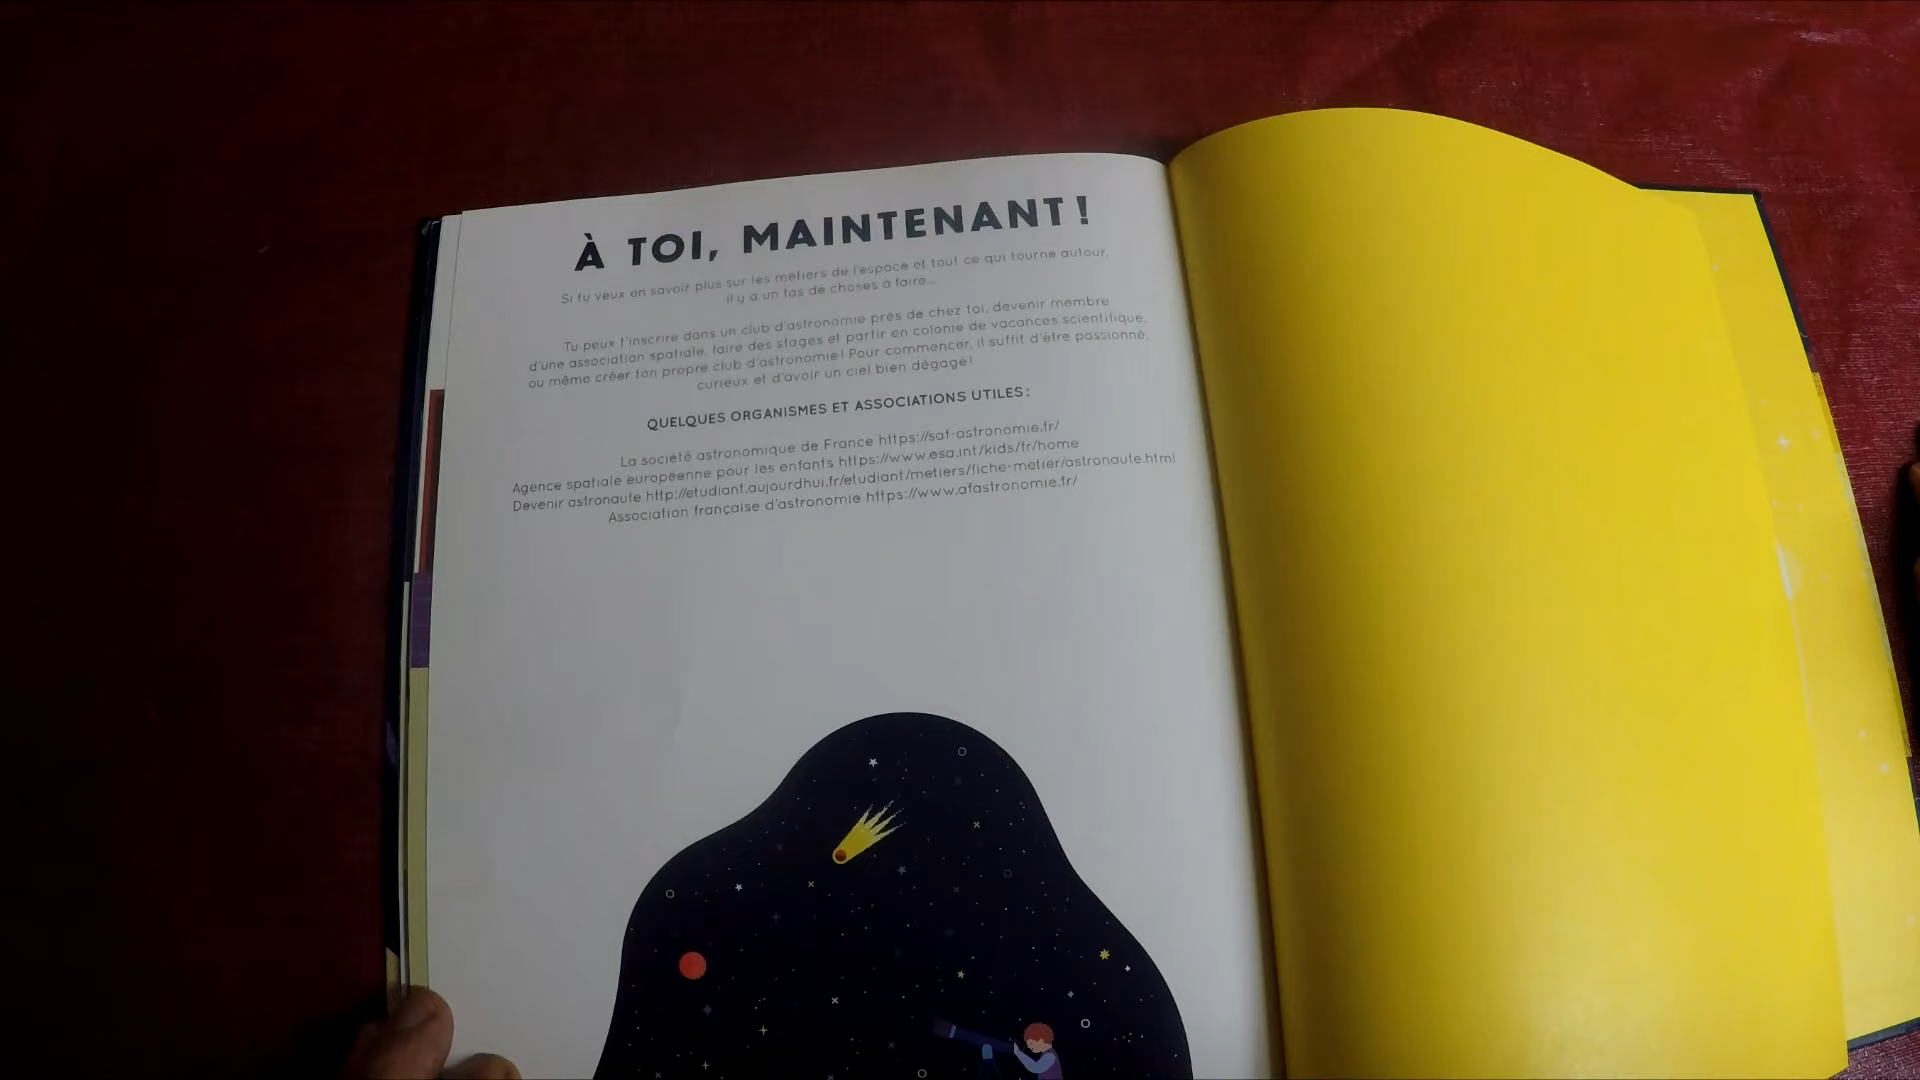 À TOI, MAINTENANT !
Si tu veux en savoir plus sur les métiers de l'espace et tout ce qui tourne autour,
il y a un tas de choses à faire...
Tu peux t'inscrire dans un club d'astronomie près de chez toi, devenir membre
d'une association spatiale, faire des stages et partir en colonie de vacances scientifique,
ou même créer ton propre club d'astronomie ! Pour commencer, il suffit d'être passionné,
curieux et d'avoir un ciel bien dégagé !
QUELQUES ORGANISMES ET ASSOCIATIONS UTILES :
La société astronomique de France https://saf-astronomie.fr/
Agence spatiale européenne pour les enfants https://www.esa.int/kids/fr/home
Devenir astronaute http://etudiant.aujourdhui.fr/etudiant/metiers/fiche-metier/astronaute.html
Association française d'astronomie https://www.afastronomie.fr/